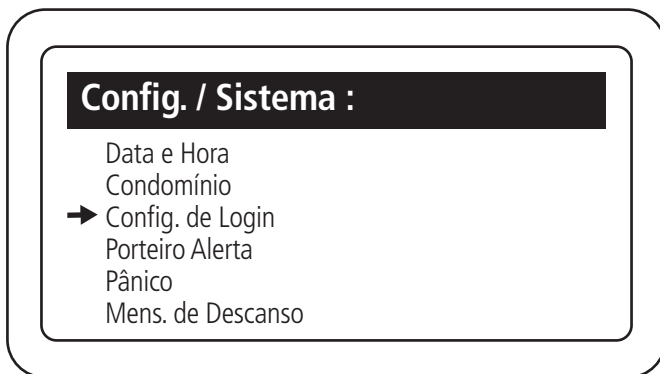 Config. / Sistema :
Data e Hora
Condomínio
Config. de Login
Porteiro Alerta
Pânico
Mens. de Descanso